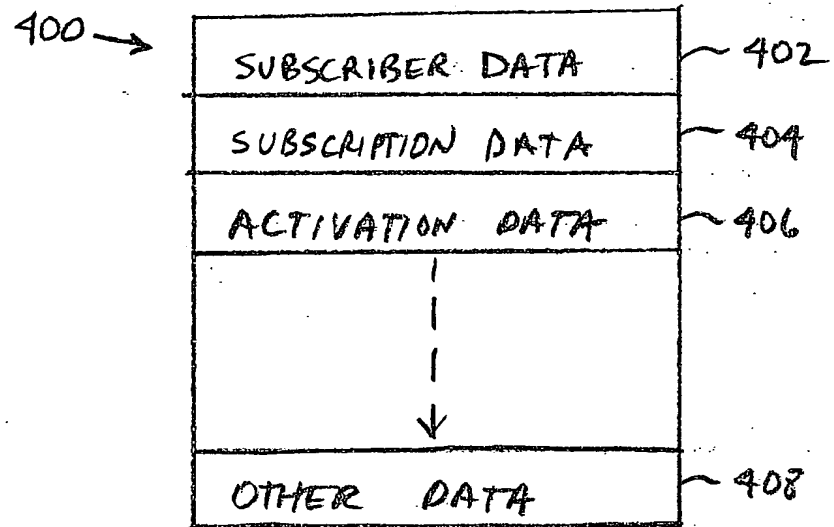 400
SUBSCRIBER DATA 402
SUBSCRIPTION DATA 404
ACTIVATION DATA 406
OTHER DATA 408